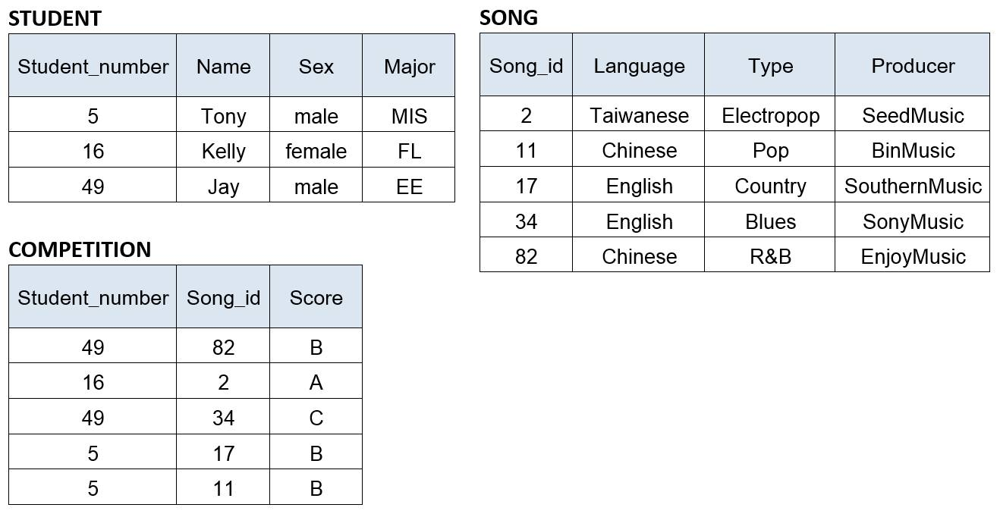 STUDENT
Student_number Name Sex Major
5 Tony male MIS
16 Kelly female FL
49 Jay male EE
SONG
Song_id Language Type Producer
2 Taiwanese Electropop SeedMusic
11 Chinese Pop BinMusic
17 English Country SouthernMusic
34 English Blues SonyMusic
82 Chinese R&B EnjoyMusic
COMPETITION
Student_number Song_id Score
49 82 B
16 2 A
49 34 C
5 17 B
5 11 B